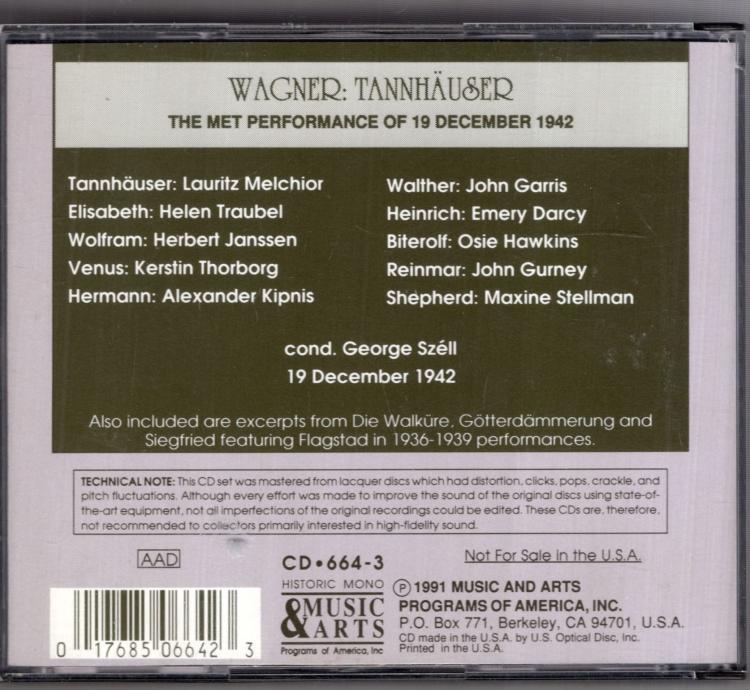 WAGNER: TANNHÄUSER
THE MET PERFORMANCE OF 19 DECEMBER 1942
Tannhäuser: Lauritz Melchior
Elisabeth: Helen Traubel
Wolfram: Herbert Janssen
Venus: Kerstin Thorborg
Hermann: Alexander Kipnis
Walther: John Garris
Heinrich: Emery Darcy
Biterolf: Osie Hawkins
Reinmar: John Gurney
Shepherd: Maxine Stellman
cond. George Széll
19 December 1942
Also included are excerpts from Die Walküre, Götterdämmerung and
Siegfried featuring Flagstad in 1936-1939 performances.
TECHNICAL NOTE: This CD set was mastered from lacquer discs which had distortion, clicks, pops, crackle, and
pitch fluctuations. Although every effort was made to improve the sound of the original discs using state-of-
the-art equipment, not all imperfections of the original recordings could be edited. These CDs are, therefore,
not recommended to collectors primarily interested in high-fidelity sound.
AAD
CD•664-3
Not For Sale in the U.S.A.
HISTORIC MONO
MUSIC
&ARTS
Programs of America, Inc
℗ 1991 MUSIC AND ARTS
PROGRAMS OF AMERICA, INC.
P.O. Box 771, Berkeley, CA 94701, U.S.A.
CD made in the U.S.A. by U.S. Optical Disc, Inc.
Printed in the U.S.A.
0 17685 06642 3